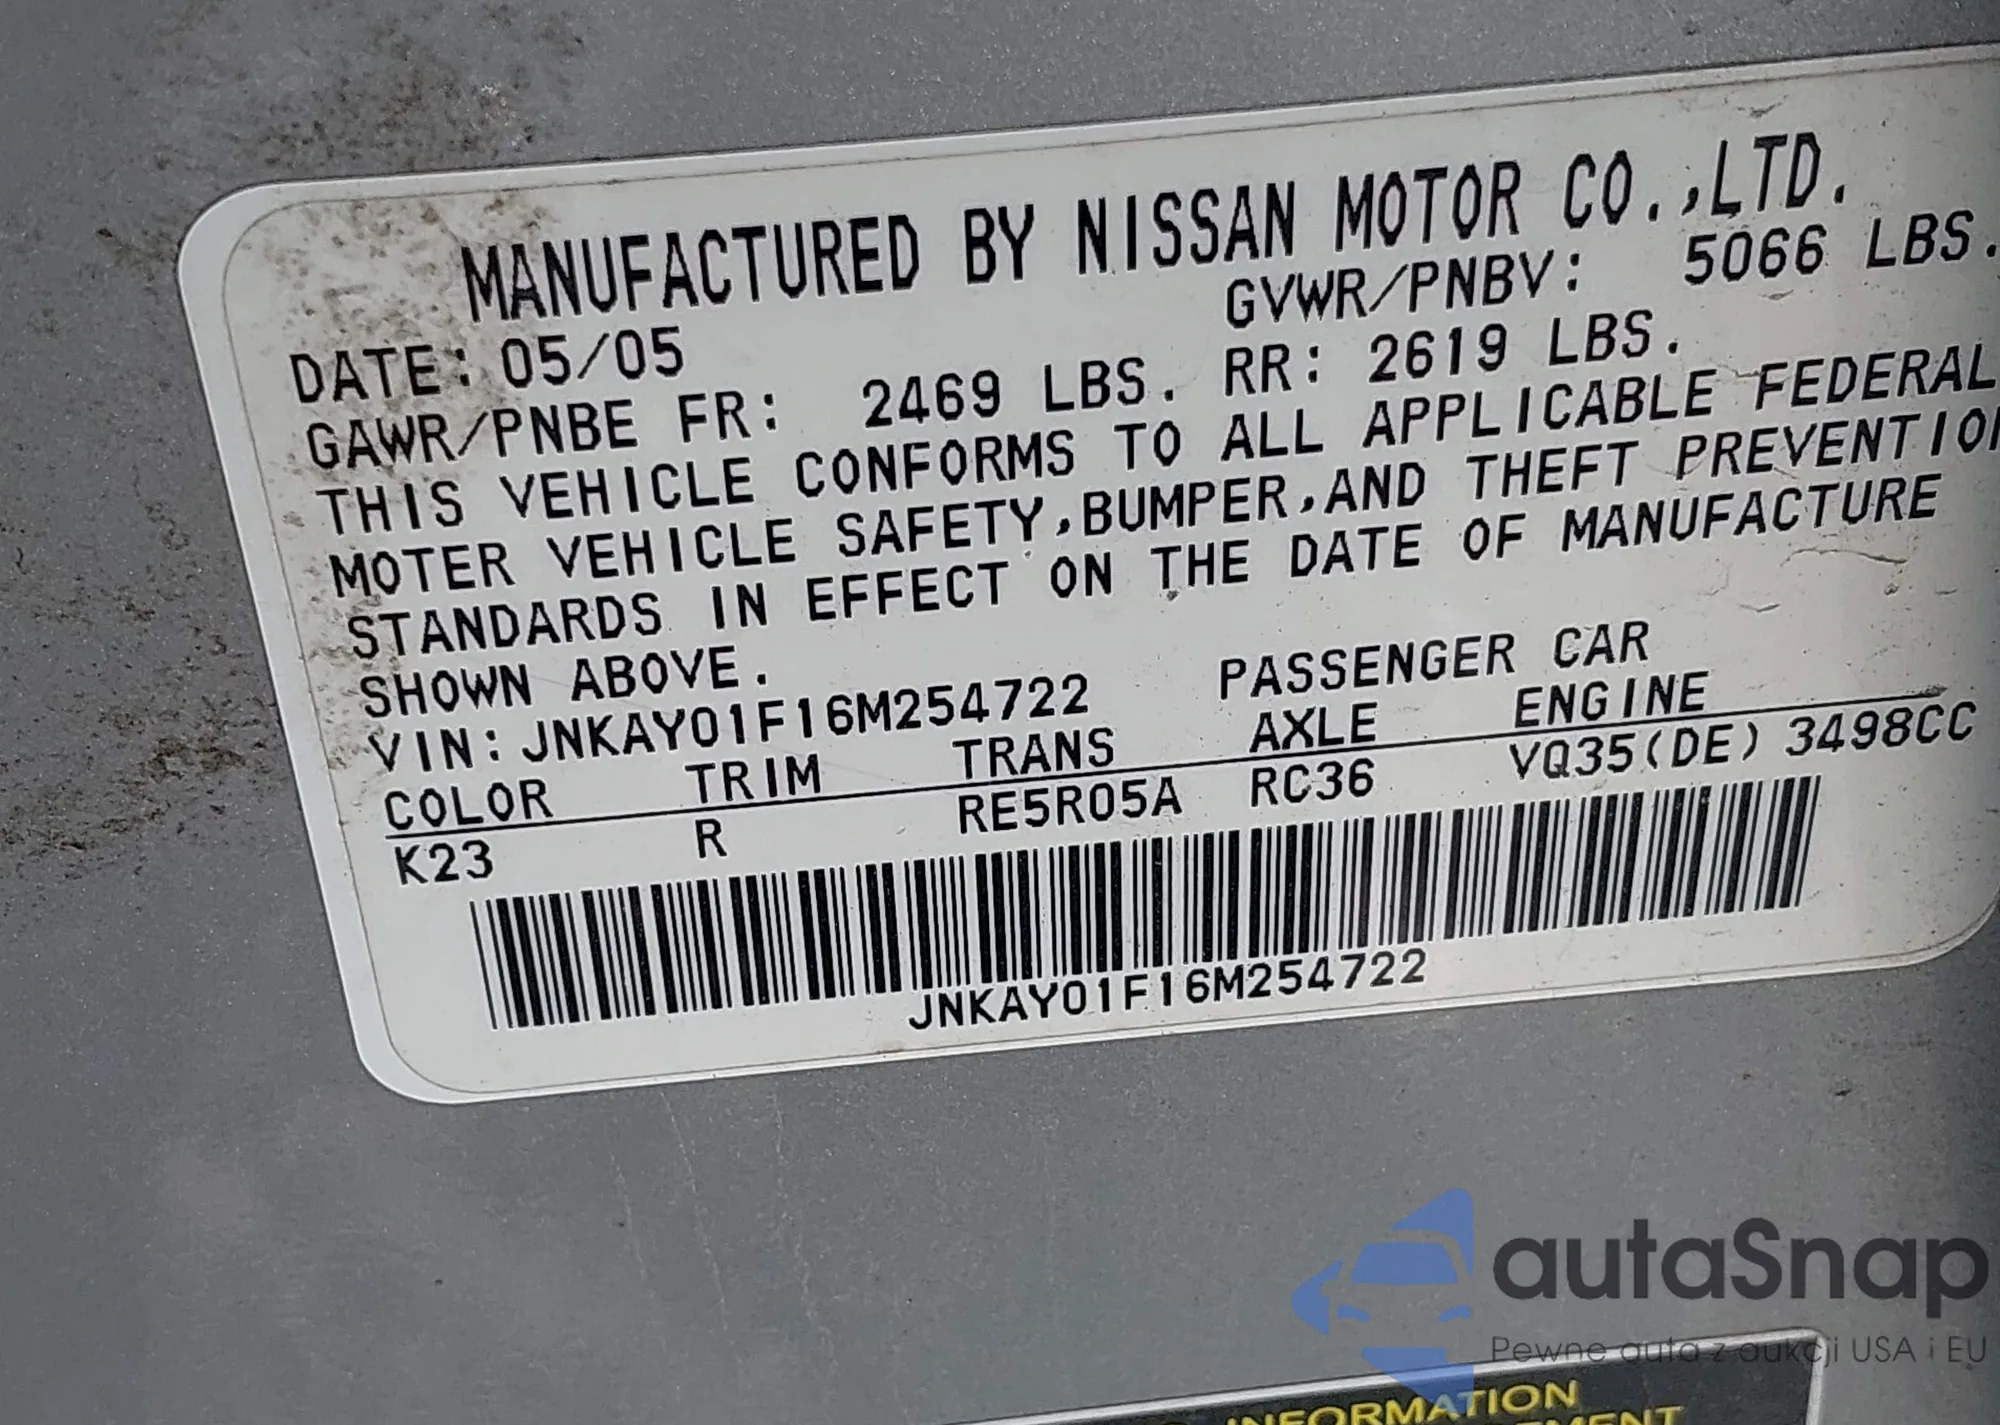 MANUFACTURED BY NISSAN MOTOR CO.,LTD.
DATE: 05/05 GVWR/PNBV: 5066 LBS.
GAWR/PNBE FR: 2469 LBS. RR: 2619 LBS.
THIS VEHICLE CONFORMS TO ALL APPLICABLE FEDERAL
MOTER VEHICLE SAFETY,BUMPER,AND THEFT PREVENTION
STANDARDS IN EFFECT ON THE DATE OF MANUFACTURE
SHOWN ABOVE.
VIN:JNKAY01F16M254722 PASSENGER CAR
COLOR TRIM TRANS AXLE ENGINE
K23 R RE5R05A RC36 VQ35(DE) 3498CC
JNKAY01F16M254722
autaSnap
Pewne auta z aukcji USA i EU
INFORMATION